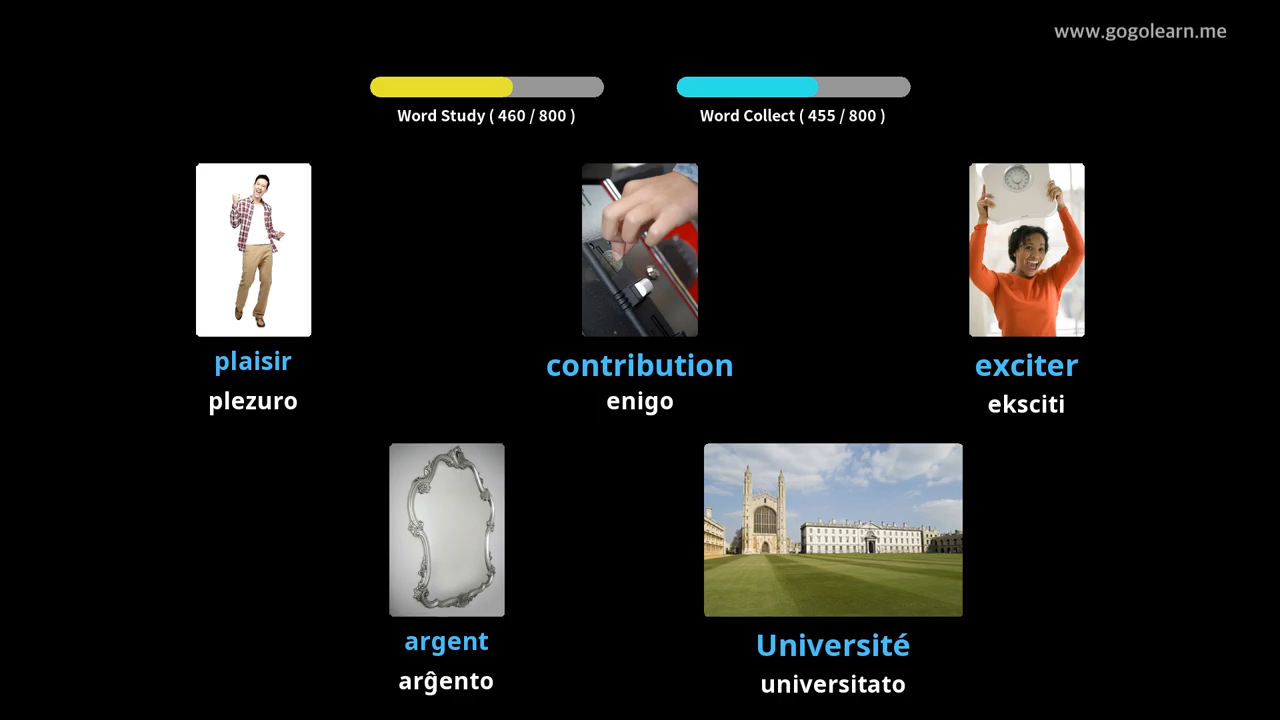 www.gogolearn.me
Word Study ( 460 / 800 )
Word Collect ( 455 / 800 )
plaisir
plezuro
contribution
enigo
exciter
eksciti
argent
arĝento
Université
universitato